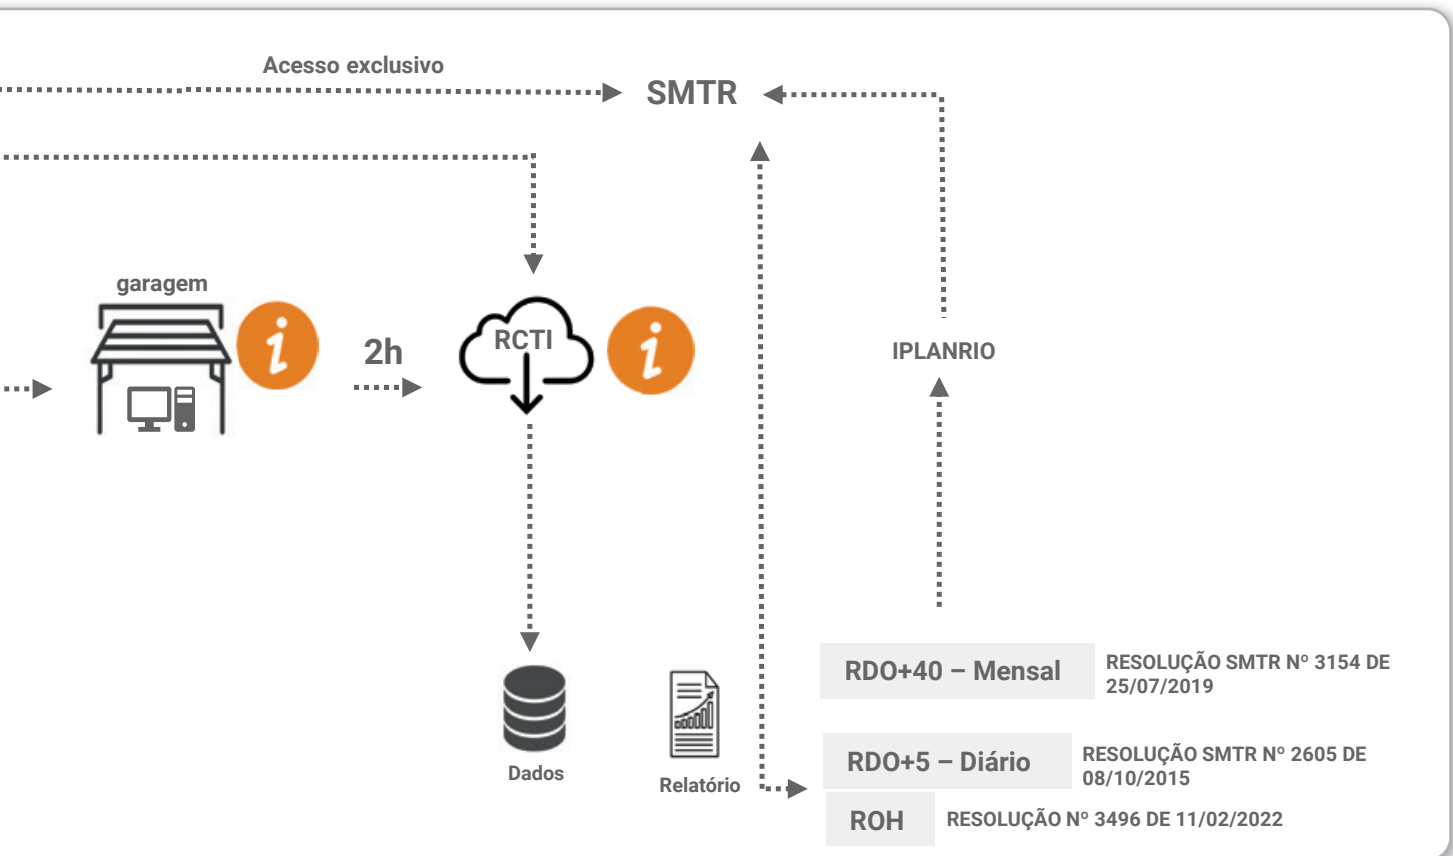 Acesso exclusivo
SMTR
garagem
2h
RCTI
IPLANRIO
RDO+40 – Mensal
RESOLUÇÃO SMTR Nº 3154 DE
25/07/2019
Dados
Relatório
RDO+5 – Diário
RESOLUÇÃO SMTR Nº 2605 DE
08/10/2015
ROH
RESOLUÇÃO Nº 3496 DE 11/02/2022